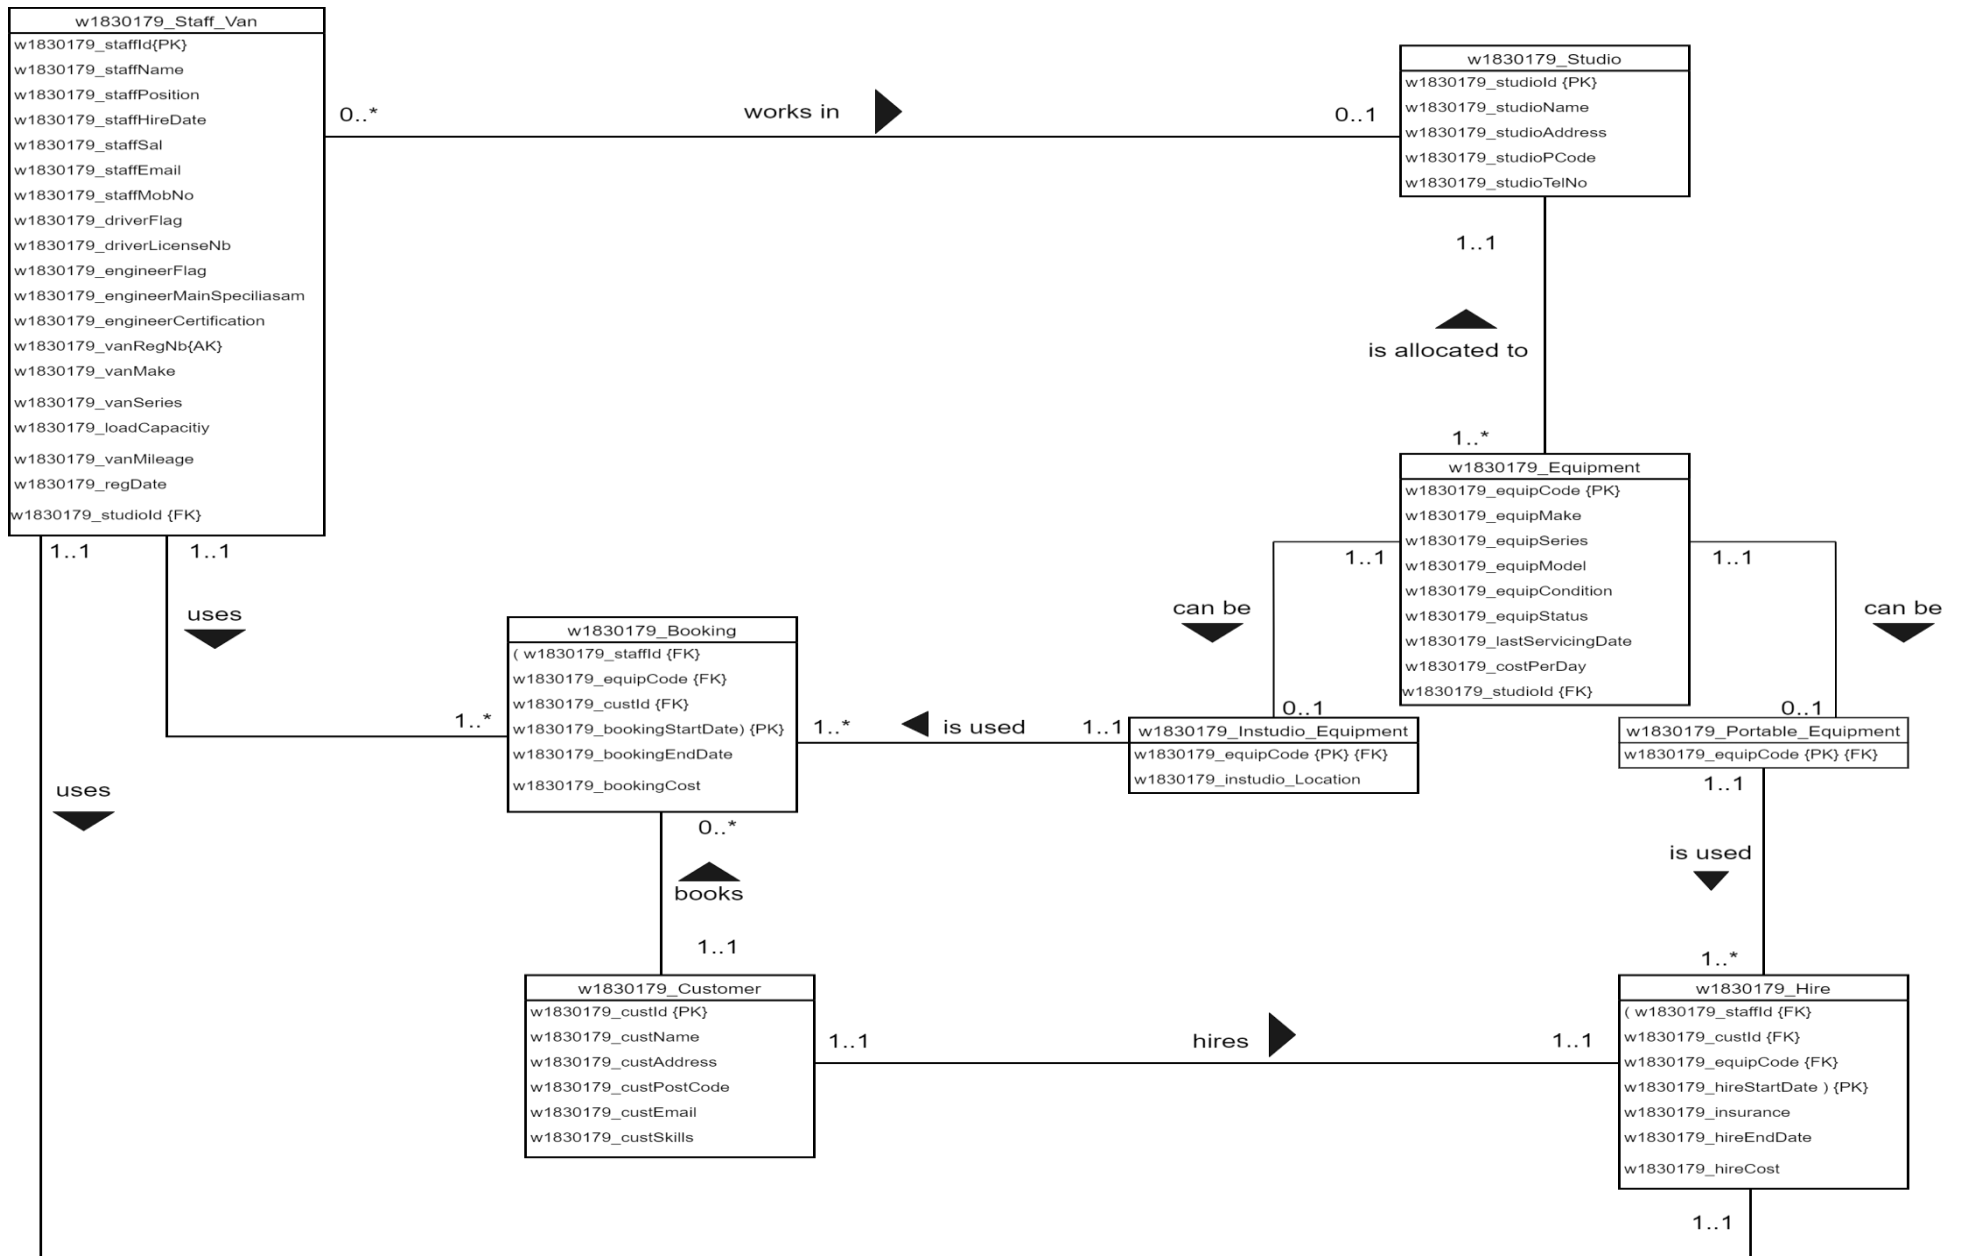 w1830179_Staff_Van
w1830179_staffId{PK}
w1830179_staffName
w1830179_staffPosition
w1830179_staffHireDate
w1830179_staffSal
w1830179_staffEmail
w1830179_staffMobNo
w1830179_driverFlag
w1830179_driverLicenseNb
w1830179_engineerFlag
w1830179_engineerMainSpeciliasam
w1830179_engineerCertification
w1830179_vanRegNb{AK}
w1830179_vanMake
w1830179_vanSeries
w1830179_loadCapacitiy
w1830179_vanMileage
w1830179_regDate
w1830179_studioId {FK}
0..*
works in
0..1
w1830179_Studio
w1830179_studioId {PK}
w1830179_studioName
w1830179_studioAddress
w1830179_studioPCode
w1830179_studioTelNo
1..1
is allocated to
1..*
w1830179_Equipment
w1830179_equipCode {PK}
w1830179_equipMake
w1830179_equipSeries
w1830179_equipModel
w1830179_equipCondition
w1830179_equipStatus
w1830179_lastServicingDate
w1830179_costPerDay
w1830179_studioId {FK}
1..1
1..1
can be
can be
0..1
0..1
1..1
1..1
uses
uses
1..*
w1830179_Booking
( w1830179_staffId {FK}
w1830179_equipCode {FK}
w1830179_custId {FK}
w1830179_bookingStartDate) {PK}
w1830179_bookingEndDate
w1830179_bookingCost
1..*
is used
1..1
w1830179_Instudio_Equipment
w1830179_equipCode {PK} {FK}
w1830179_instudio_Location
w1830179_Portable_Equipment
w1830179_equipCode {PK} {FK}
1..1
is used
1..*
0..*
books
1..1
w1830179_Customer
w1830179_custId {PK}
w1830179_custName
w1830179_custAddress
w1830179_custPostCode
w1830179_custEmail
w1830179_custSkills
1..1
hires
1..1
w1830179_Hire
( w1830179_staffId {FK}
w1830179_custId {FK}
w1830179_equipCode {FK}
w1830179_hireStartDate ) {PK}
w1830179_insurance
w1830179_hireEndDate
w1830179_hireCost
1..1